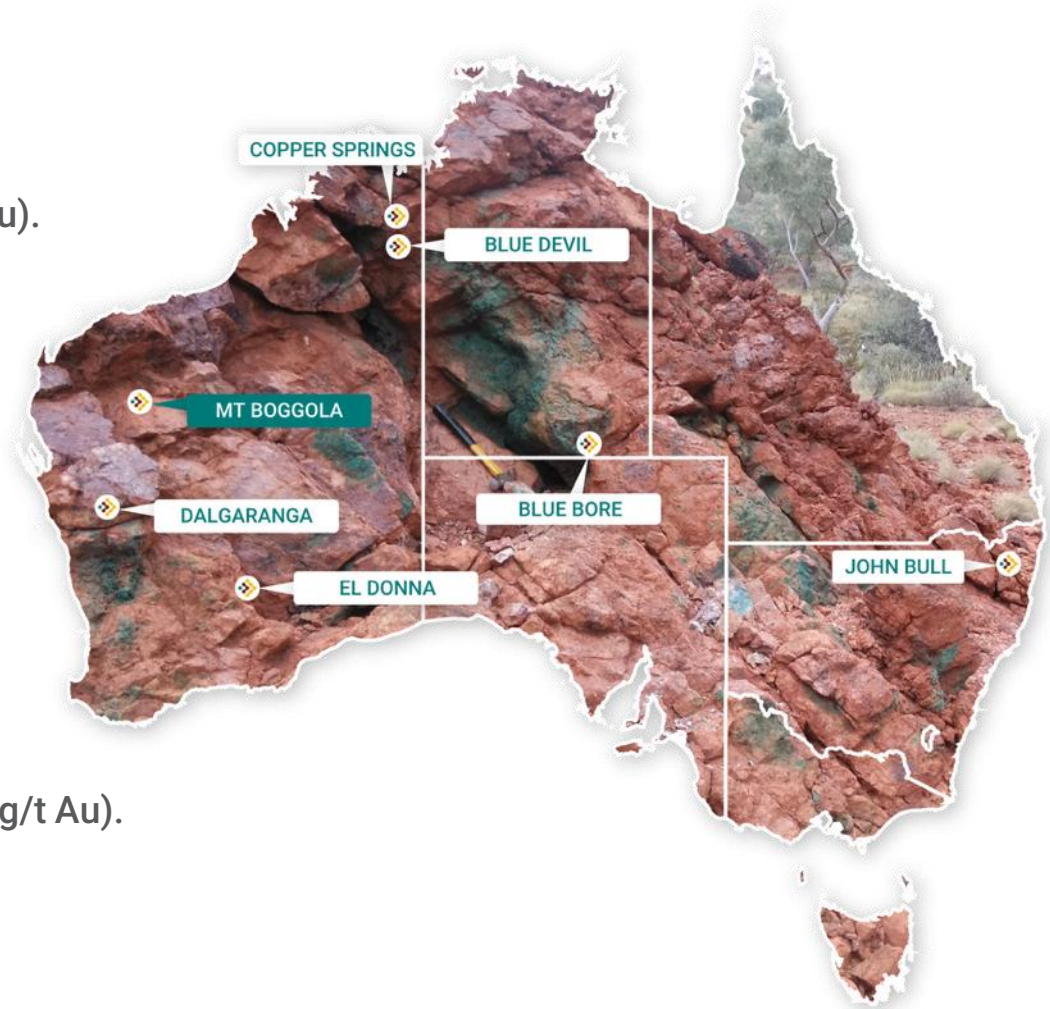 COPPER SPRINGS
u).
BLUE DEVIL
MT BOGGOLA
BLUE BORE
DALGARANGA
JOHN BULL
EL DONNA
g/t Au).